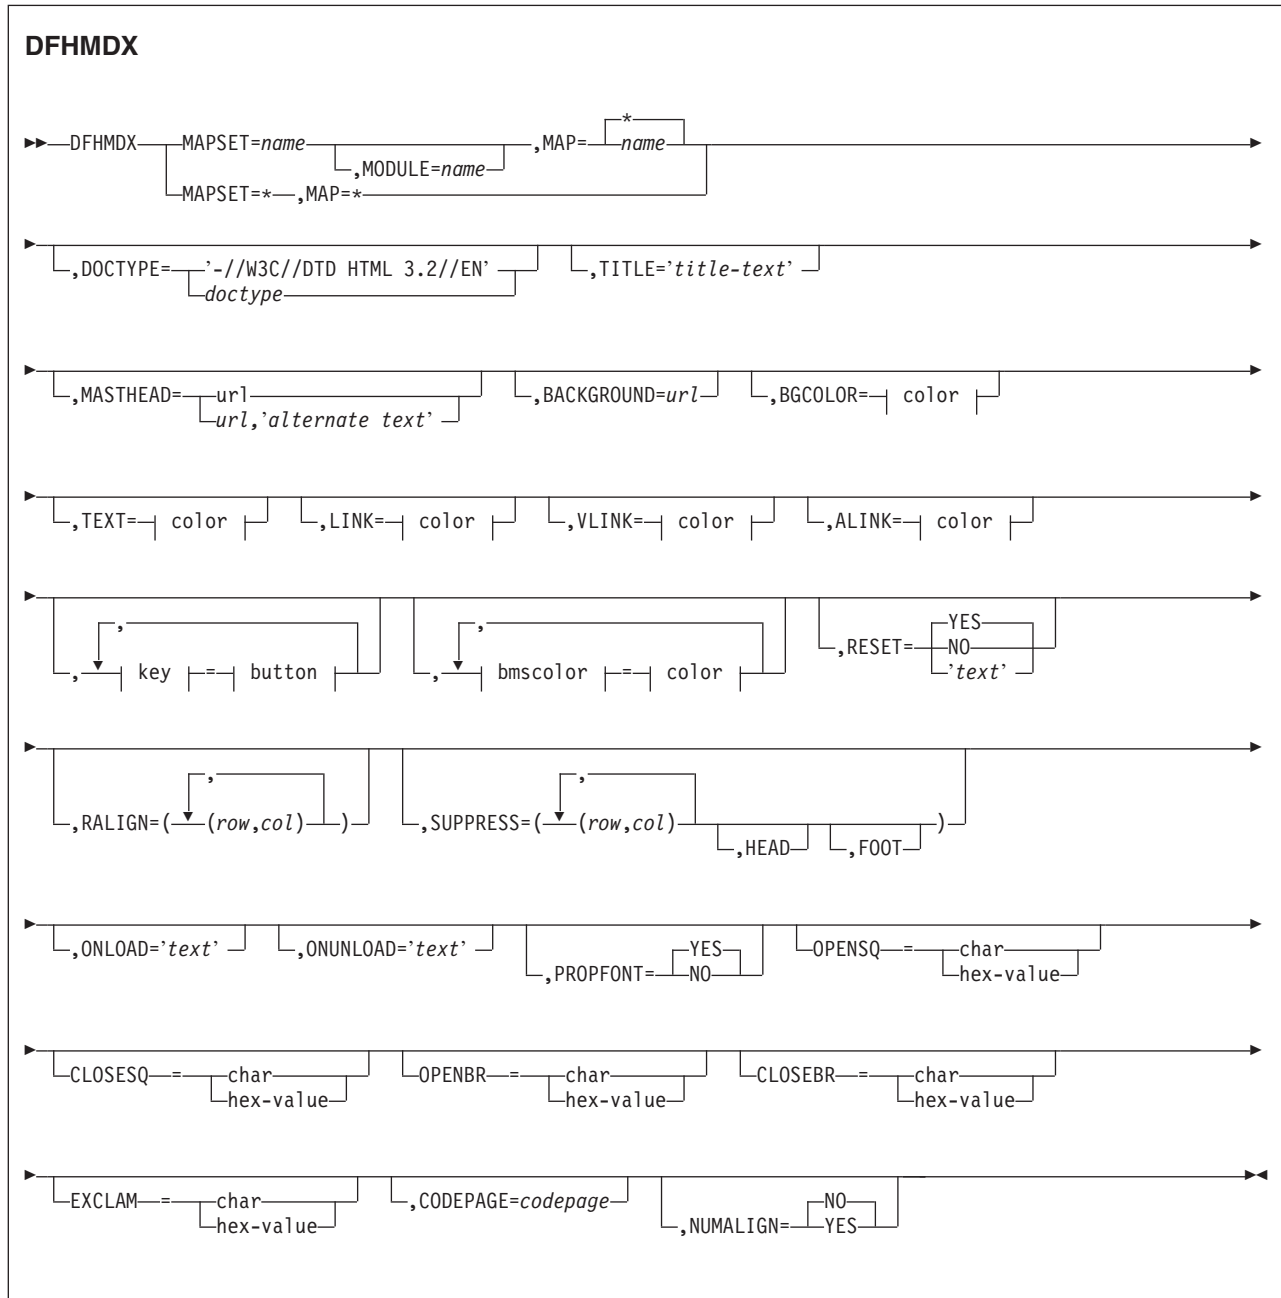 DFHMDX
*
DFHMDX MAPSET=name ,MAP= name
,MODULE=name
MAPSET=* ,MAP=*
,DOCTYPE= '-//W3C//DTD HTML 3.2//EN' ,TITLE='title-text'
doctype
,MASTHEAD= url ,BACKGROUND=url ,BGCOLOR= color
url,'alternate text'
,TEXT= color ,LINK= color ,VLINK= color ,ALINK= color
, , YES
,RESET= NO
, key = button , bmscolor = color 'text'
, ,
,RALIGN=( (row,col) ) ,SUPPRESS=( (row,col) )
,HEAD ,FOOT
,ONLOAD='text' ,ONUNLOAD='text' YES OPENSQ = char
,PROPFONT= NO hex-value
CLOSESQ = char OPENBR = char CLOSEBR = char
hex-value hex-value hex-value
EXCLAM = char ,CODEPAGE=codepage NO
hex-value ,NUMALIGN= YES